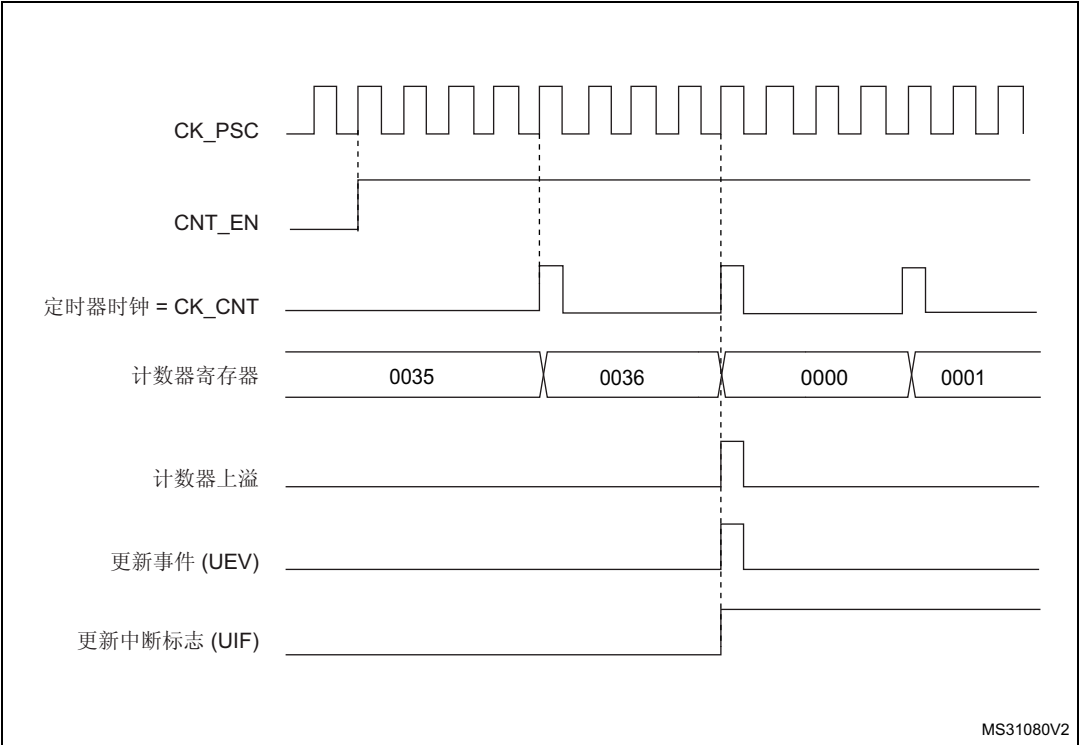 CK_PSC
CNT_EN
定时器时钟 = CK_CNT
计数器寄存器 0035 0036 0000 0001
计数器上溢
更新事件 (UEV)
更新中断标志 (UIF)
MS31080V2